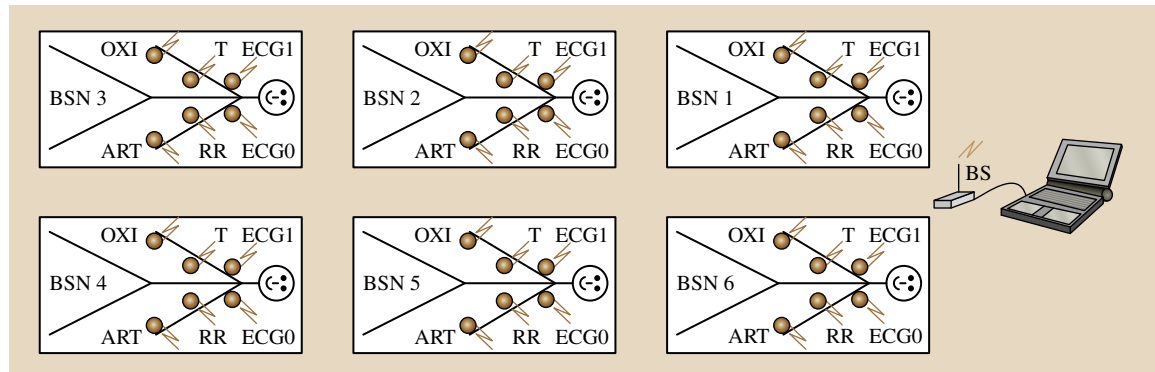 OXI T ECG1
BSN 3
ART RR ECG0
OXI T ECG1
BSN 2
ART RR ECG0
OXI T ECG1
BSN 1
ART RR ECG0
BS
OXI T ECG1
BSN 4
ART RR ECG0
OXI T ECG1
BSN 5
ART RR ECG0
OXI T ECG1
BSN 6
ART RR ECG0